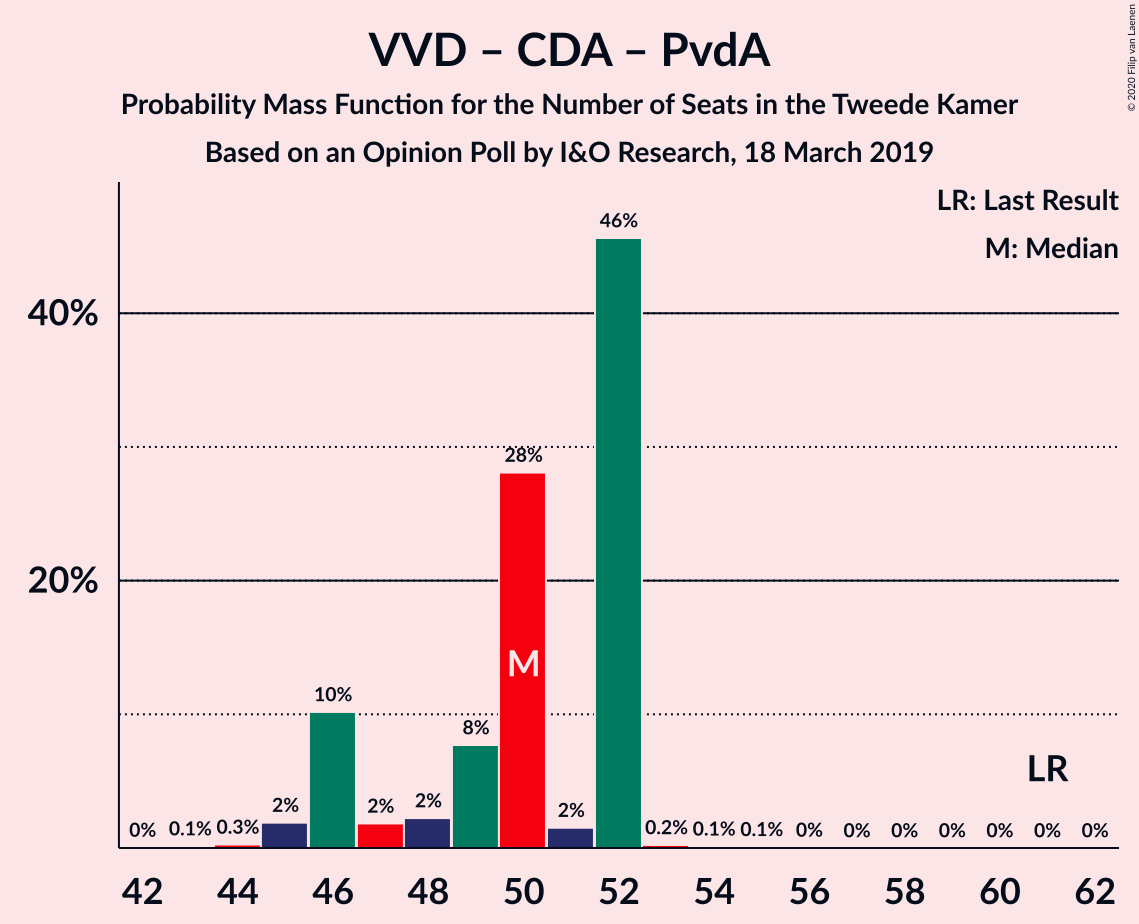 VVD – CDA – PvdA
Probability Mass Function for the Number of Seats in the Tweede Kamer
Based on an Opinion Poll by I&O Research, 18 March 2019
© 2020 Filip van Laenen
LR: Last Result
M: Median
40%
20%
0% 0.1% 0.3% 2% 10% 2% 2% 8% 28% 2% 46% 0.2% 0.1% 0.1% 0% 0% 0% 0% 0% 0% 0%
M
LR
42 44 46 48 50 52 54 56 58 60 62